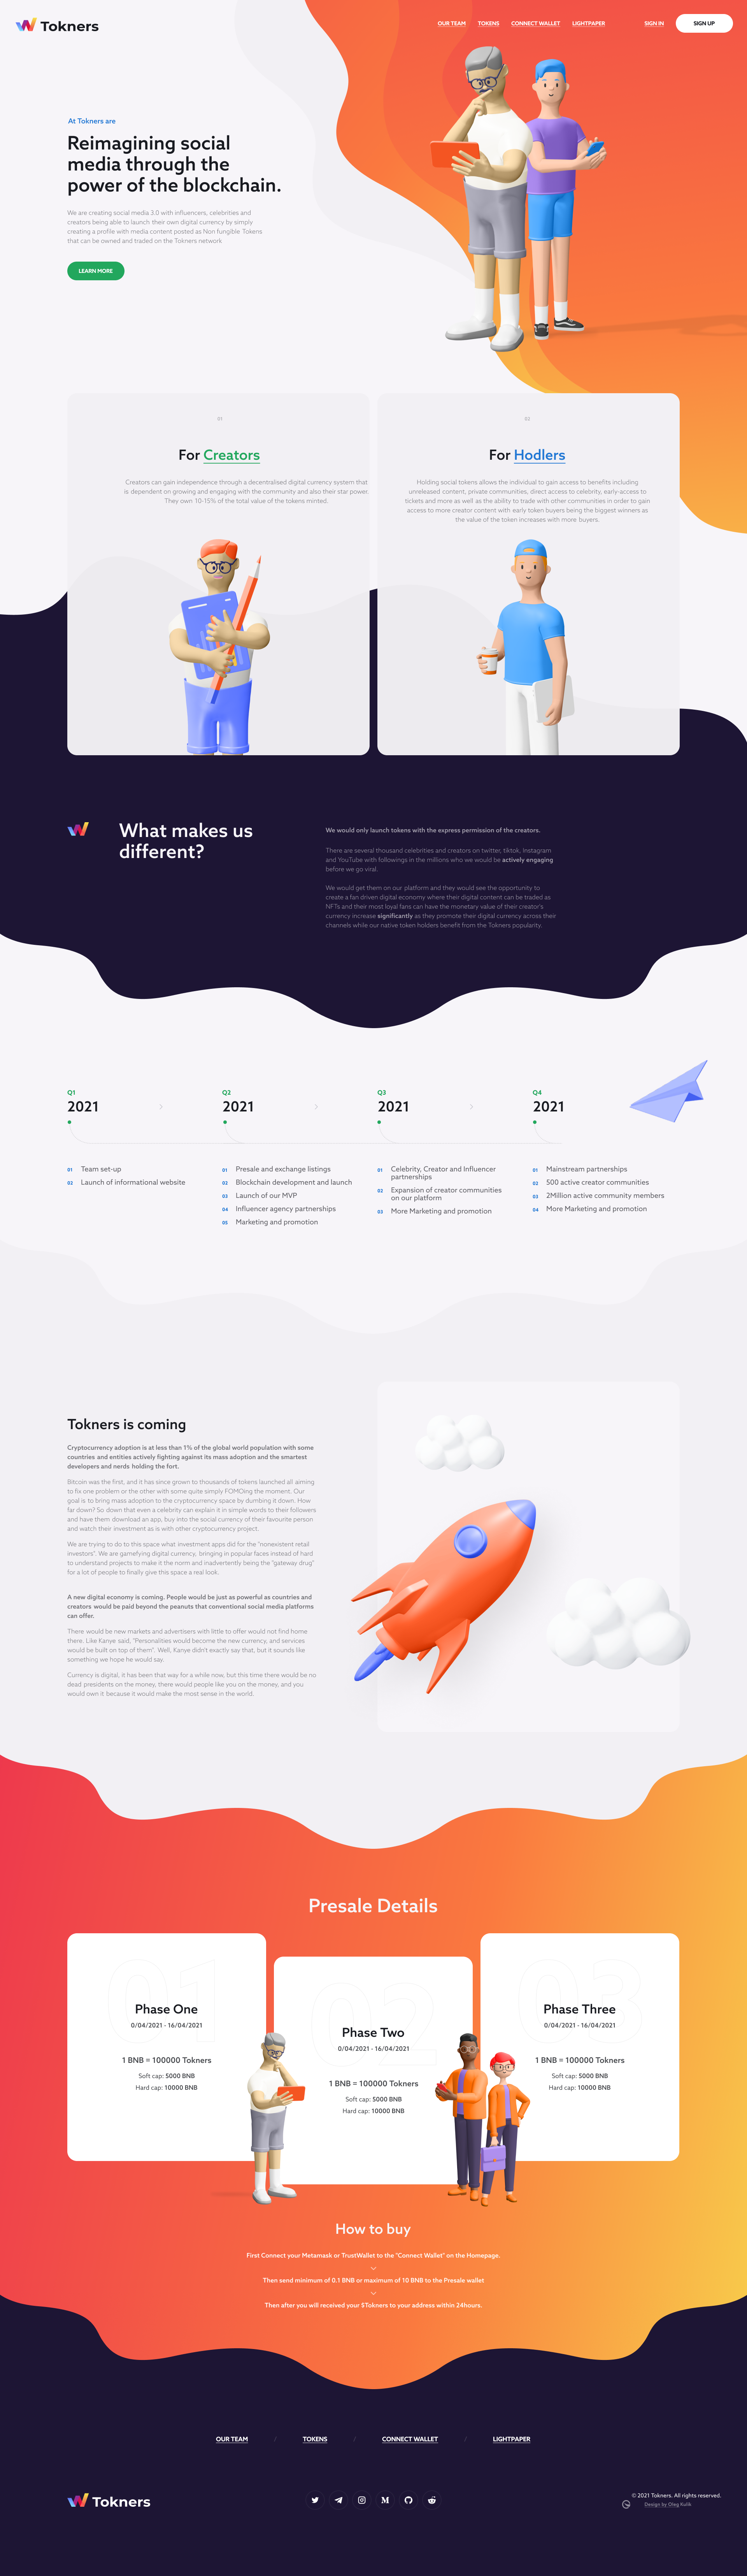 Tokners
OUR TEAM
TOKENS
CONNECT WALLET
LIGHTPAPER
SIGN IN
SIGN UP
At Tokners are
Reimagining social
media through the
power of the blockchain.
We are creating social media 3.0 with influencers, celebrities and
creators being able to launch their own digital currency by simply
creating a profile with media content posted as Non fungible Tokens
that can be owned and traded on the Tokners network
LEARN MORE
01
For Creators
Creators can gain independence through a decentralised digital currency system that
is dependent on growing and engaging with the community and also their star power.
They own 10-15% of the total value of the tokens minted.
02
For Hodlers
Holding social tokens allows the individual to gain access to benefits including
unreleased content, private communities, direct access to celebrity, early-access to
tickets and more as well as the ability to trade with other communities in order to gain
access to more creator content with early token buyers being the biggest winners as
the value of the token increases with more buyers.
What makes us
different?
We would only launch tokens with the express permission of the creators.
There are several thousand celebrities and creators on twitter, tiktok, Instagram
and YouTube with followings in the millions who we would be actively engaging
before we go viral.
We would get them on our platform and they would see the opportunity to
create a fan driven digital economy where their digital content can be traded as
NFTs and their most loyal fans can have the monetary value of their creator's
currency increase significantly as they promote their digital currency across their
channels while our native token holders benefit from the Tokners popularity.
Q1
2021
01 Team set-up
02 Launch of informational website
Q2
2021
01 Presale and exchange listings
02 Blockchain development and launch
03 Launch of our MVP
04 Influencer agency partnerships
05 Marketing and promotion
Q3
2021
01 Celebrity, Creator and Influencer
partnerships
02 Expansion of creator communities
on our platform
03 More Marketing and promotion
Q4
2021
01 Mainstream partnerships
02 500 active creator communities
03 2Million active community members
04 More Marketing and promotion
Tokners is coming
Cryptocurrency adoption is at less than 1% of the global world population with some
countries and entities actively fighting against its mass adoption and the smartest
developers and nerds holding the fort.
Bitcoin was the first, and it has since grown to thousands of tokens launched all aiming
to fix one problem or the other with some quite simply FOMOing the moment. Our
goal is to bring mass adoption to the cryptocurrency space by dumbing it down. How
far down? So down that even a celebrity can explain it in simple words to their followers
and have them download an app, buy into the social currency of their favourite person
and watch their investment as is with other cryptocurrency project.
We are trying to do to this space what investment apps did for the "nonexistent retail
investors". We are gamefying digital currency, bringing in popular faces instead of hard
to understand projects to make it the norm and inadvertently being the "gateway drug"
for a lot of people to finally give this space a real look.
A new digital economy is coming. People would be just as powerful as countries and
creators would be paid beyond the peanuts that conventional social media platforms
can offer.
There would be new markets and advertisers with little to offer would not find home
there. Like Kanye said, "Personalities would become the new currency, and services
would be built on top of them". Well, Kanye didn't exactly say that, but it sounds like
something we hope he would say.
Currency is digital, it has been that way for a while now, but this time there would be no
dead presidents on the money, there would people like you on the money, and you
would own it because it would make the most sense in the world.
Presale Details
01
Phase One
0/04/2021 - 16/04/2021
1 BNB = 100000 Tokners
Soft cap: 5000 BNB
Hard cap: 10000 BNB
02
Phase Two
0/04/2021 - 16/04/2021
1 BNB = 100000 Tokners
Soft cap: 5000 BNB
Hard cap: 10000 BNB
03
Phase Three
0/04/2021 - 16/04/2021
1 BNB = 100000 Tokners
Soft cap: 5000 BNB
Hard cap: 10000 BNB
How to buy
First Connect your Metamask or TrustWallet to the "Connect Wallet" on the Homepage.
Then send minimum of 0.1 BNB or maximum of 10 BNB to the Presale wallet
Then after you will received your $Tokners to your address within 24hours.
OUR TEAM / TOKENS / CONNECT WALLET / LIGHTPAPER
Tokners
© 2021 Tokners. All rights reserved.
Design by Oleg Kulik